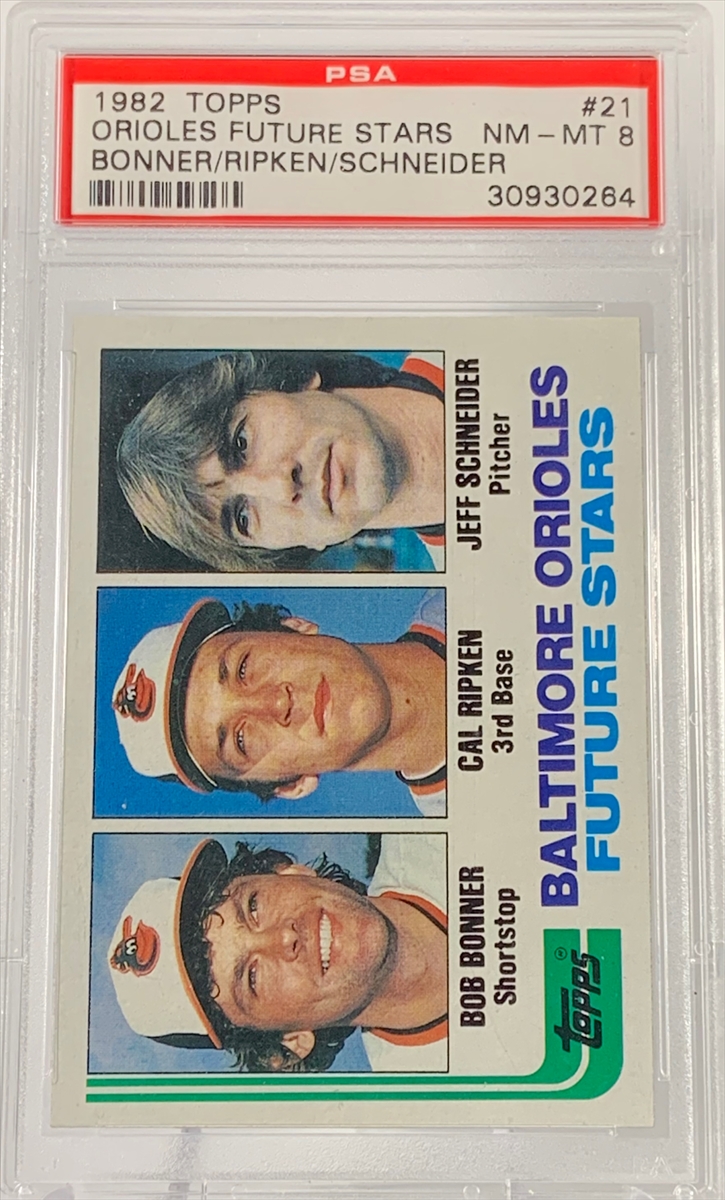 PSA
1982 TOPPS #21
ORIOLES FUTURE STARS NM-MT 8
BONNER/RIPKEN/SCHNEIDER
30930264
BOB BONNER
Shortstop
CAL RIPKEN
3rd Base
JEFF SCHNEIDER
Pitcher
topps®
BALTIMORE ORIOLES
FUTURE STARS